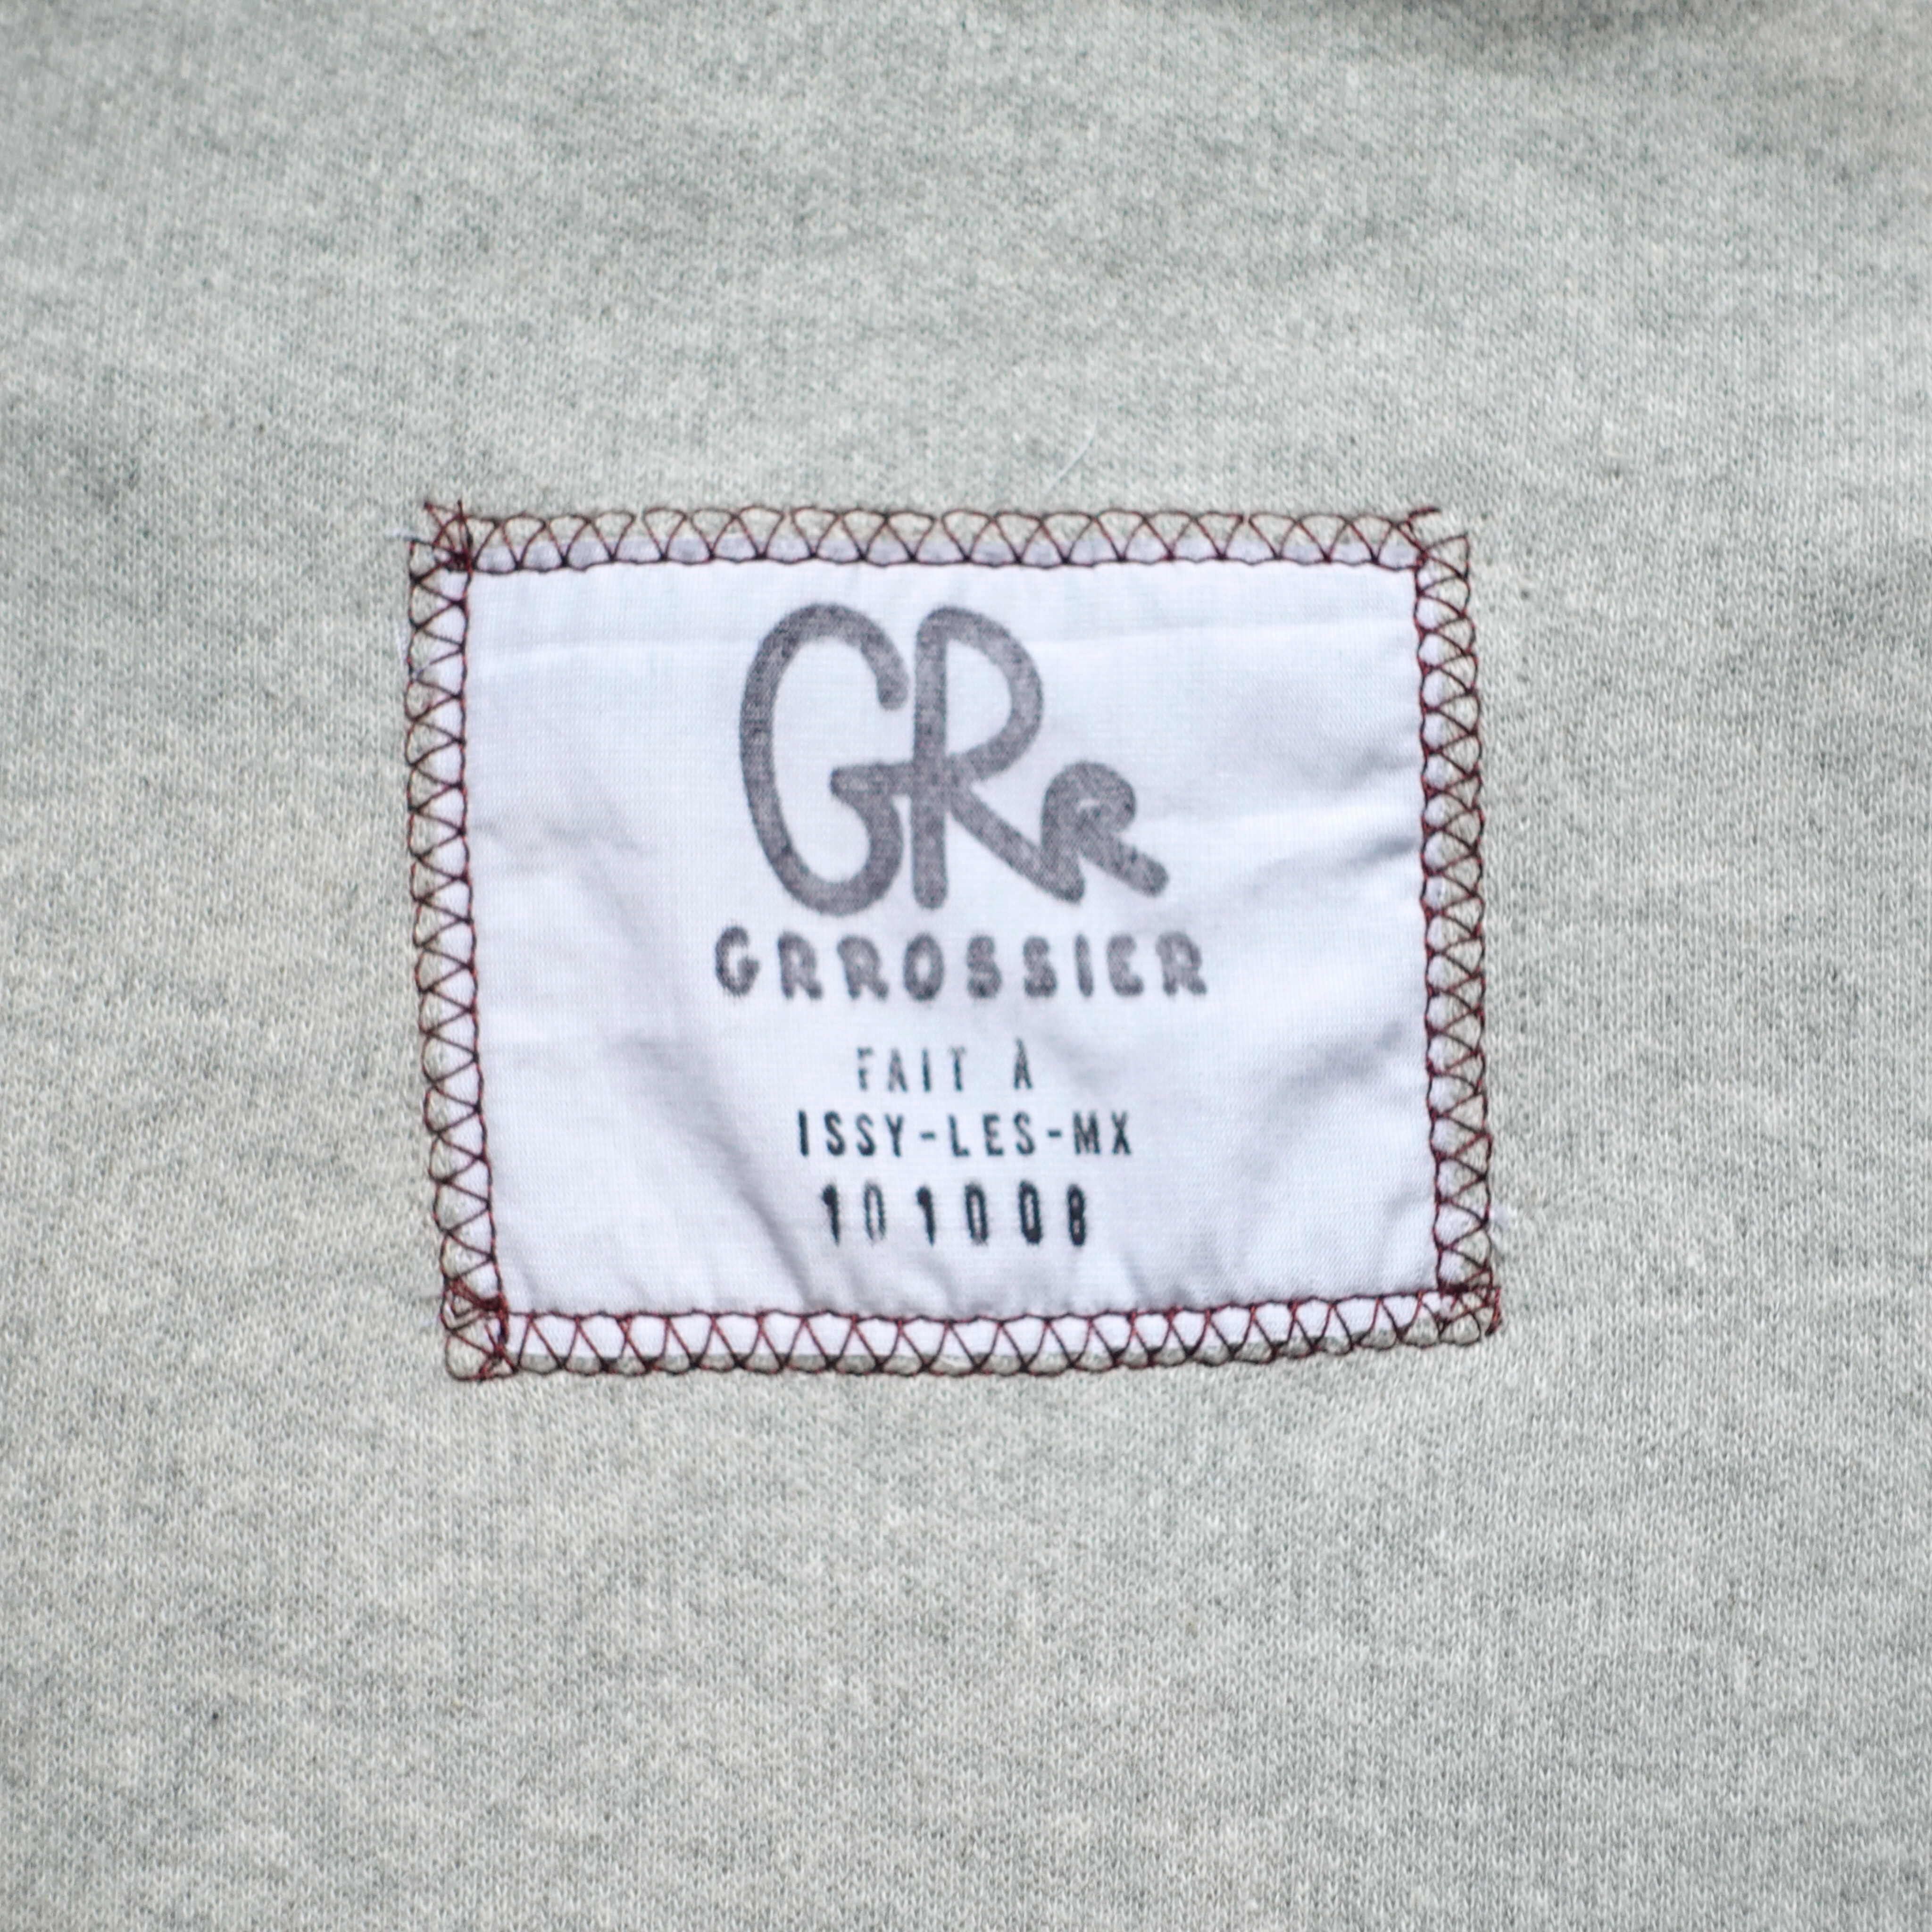 GRR
GRROSSIER
FAIT À
ISSY-LES-MX
101008